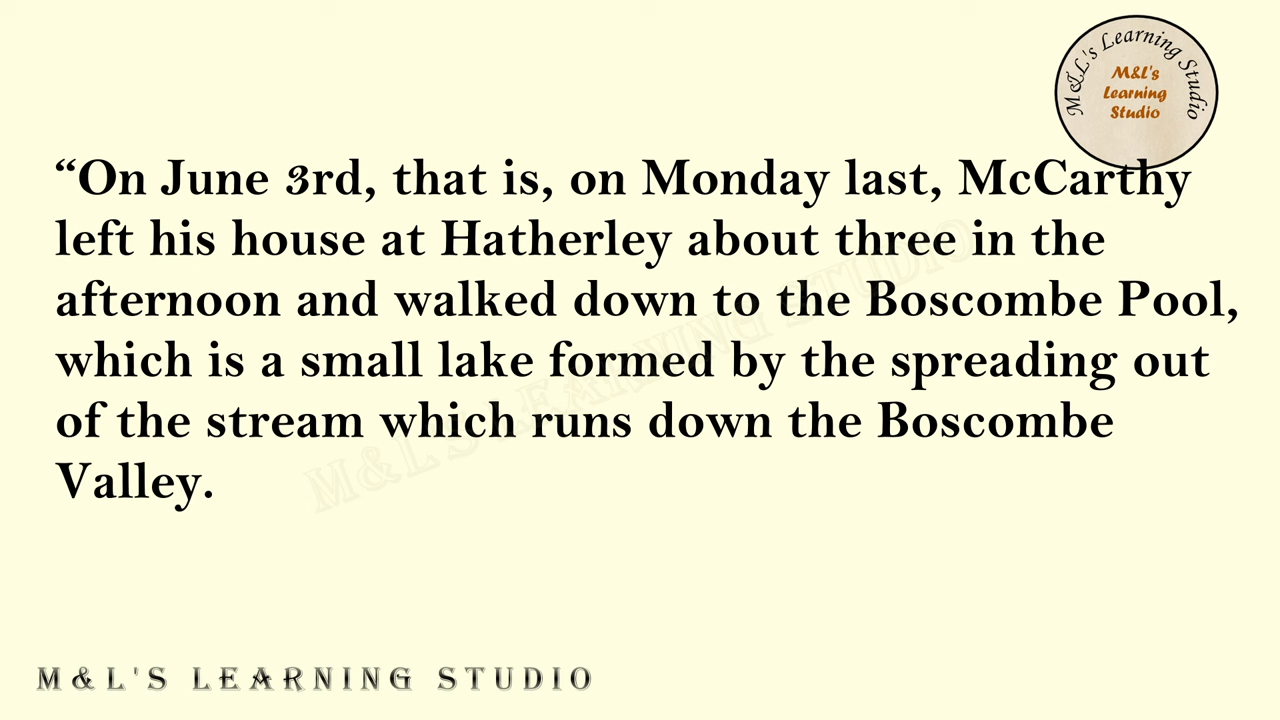 M&L's Learning Studio
M&L's
Learning
Studio
“On June 3rd, that is, on Monday last, McCarthy
left his house at Hatherley about three in the
afternoon and walked down to the Boscombe Pool,
which is a small lake formed by the spreading out
of the stream which runs down the Boscombe
Valley.
M&L'S LEARNING STUDIO
M&L'S LEARNING STUDIO